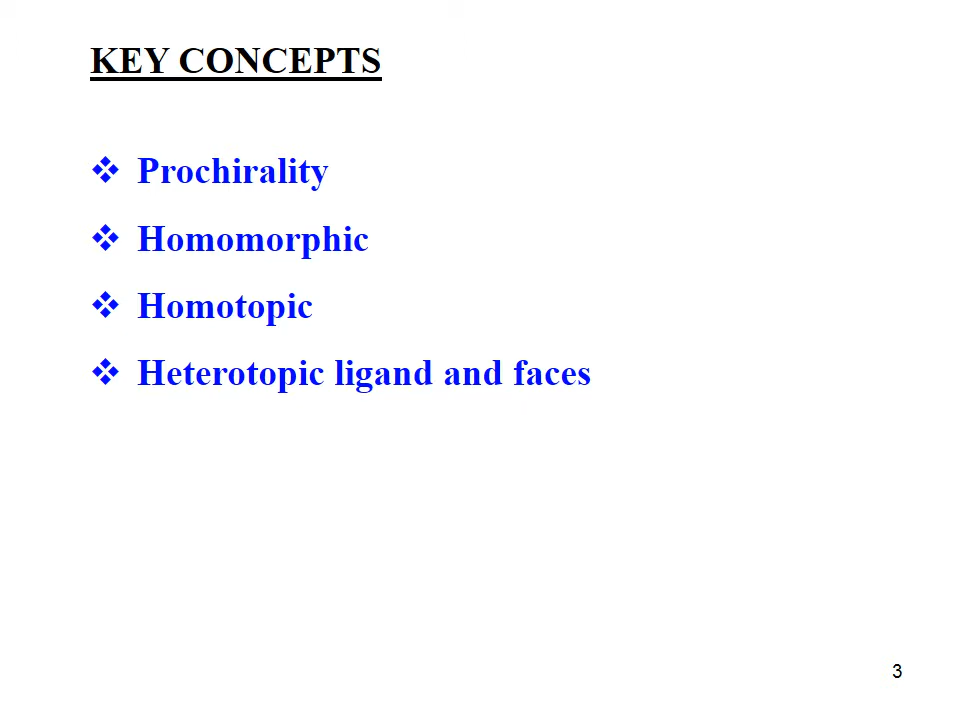 KEY CONCEPTS
❖ Prochirality
❖ Homomorphic
❖ Homotopic
❖ Heterotopic ligand and faces
3